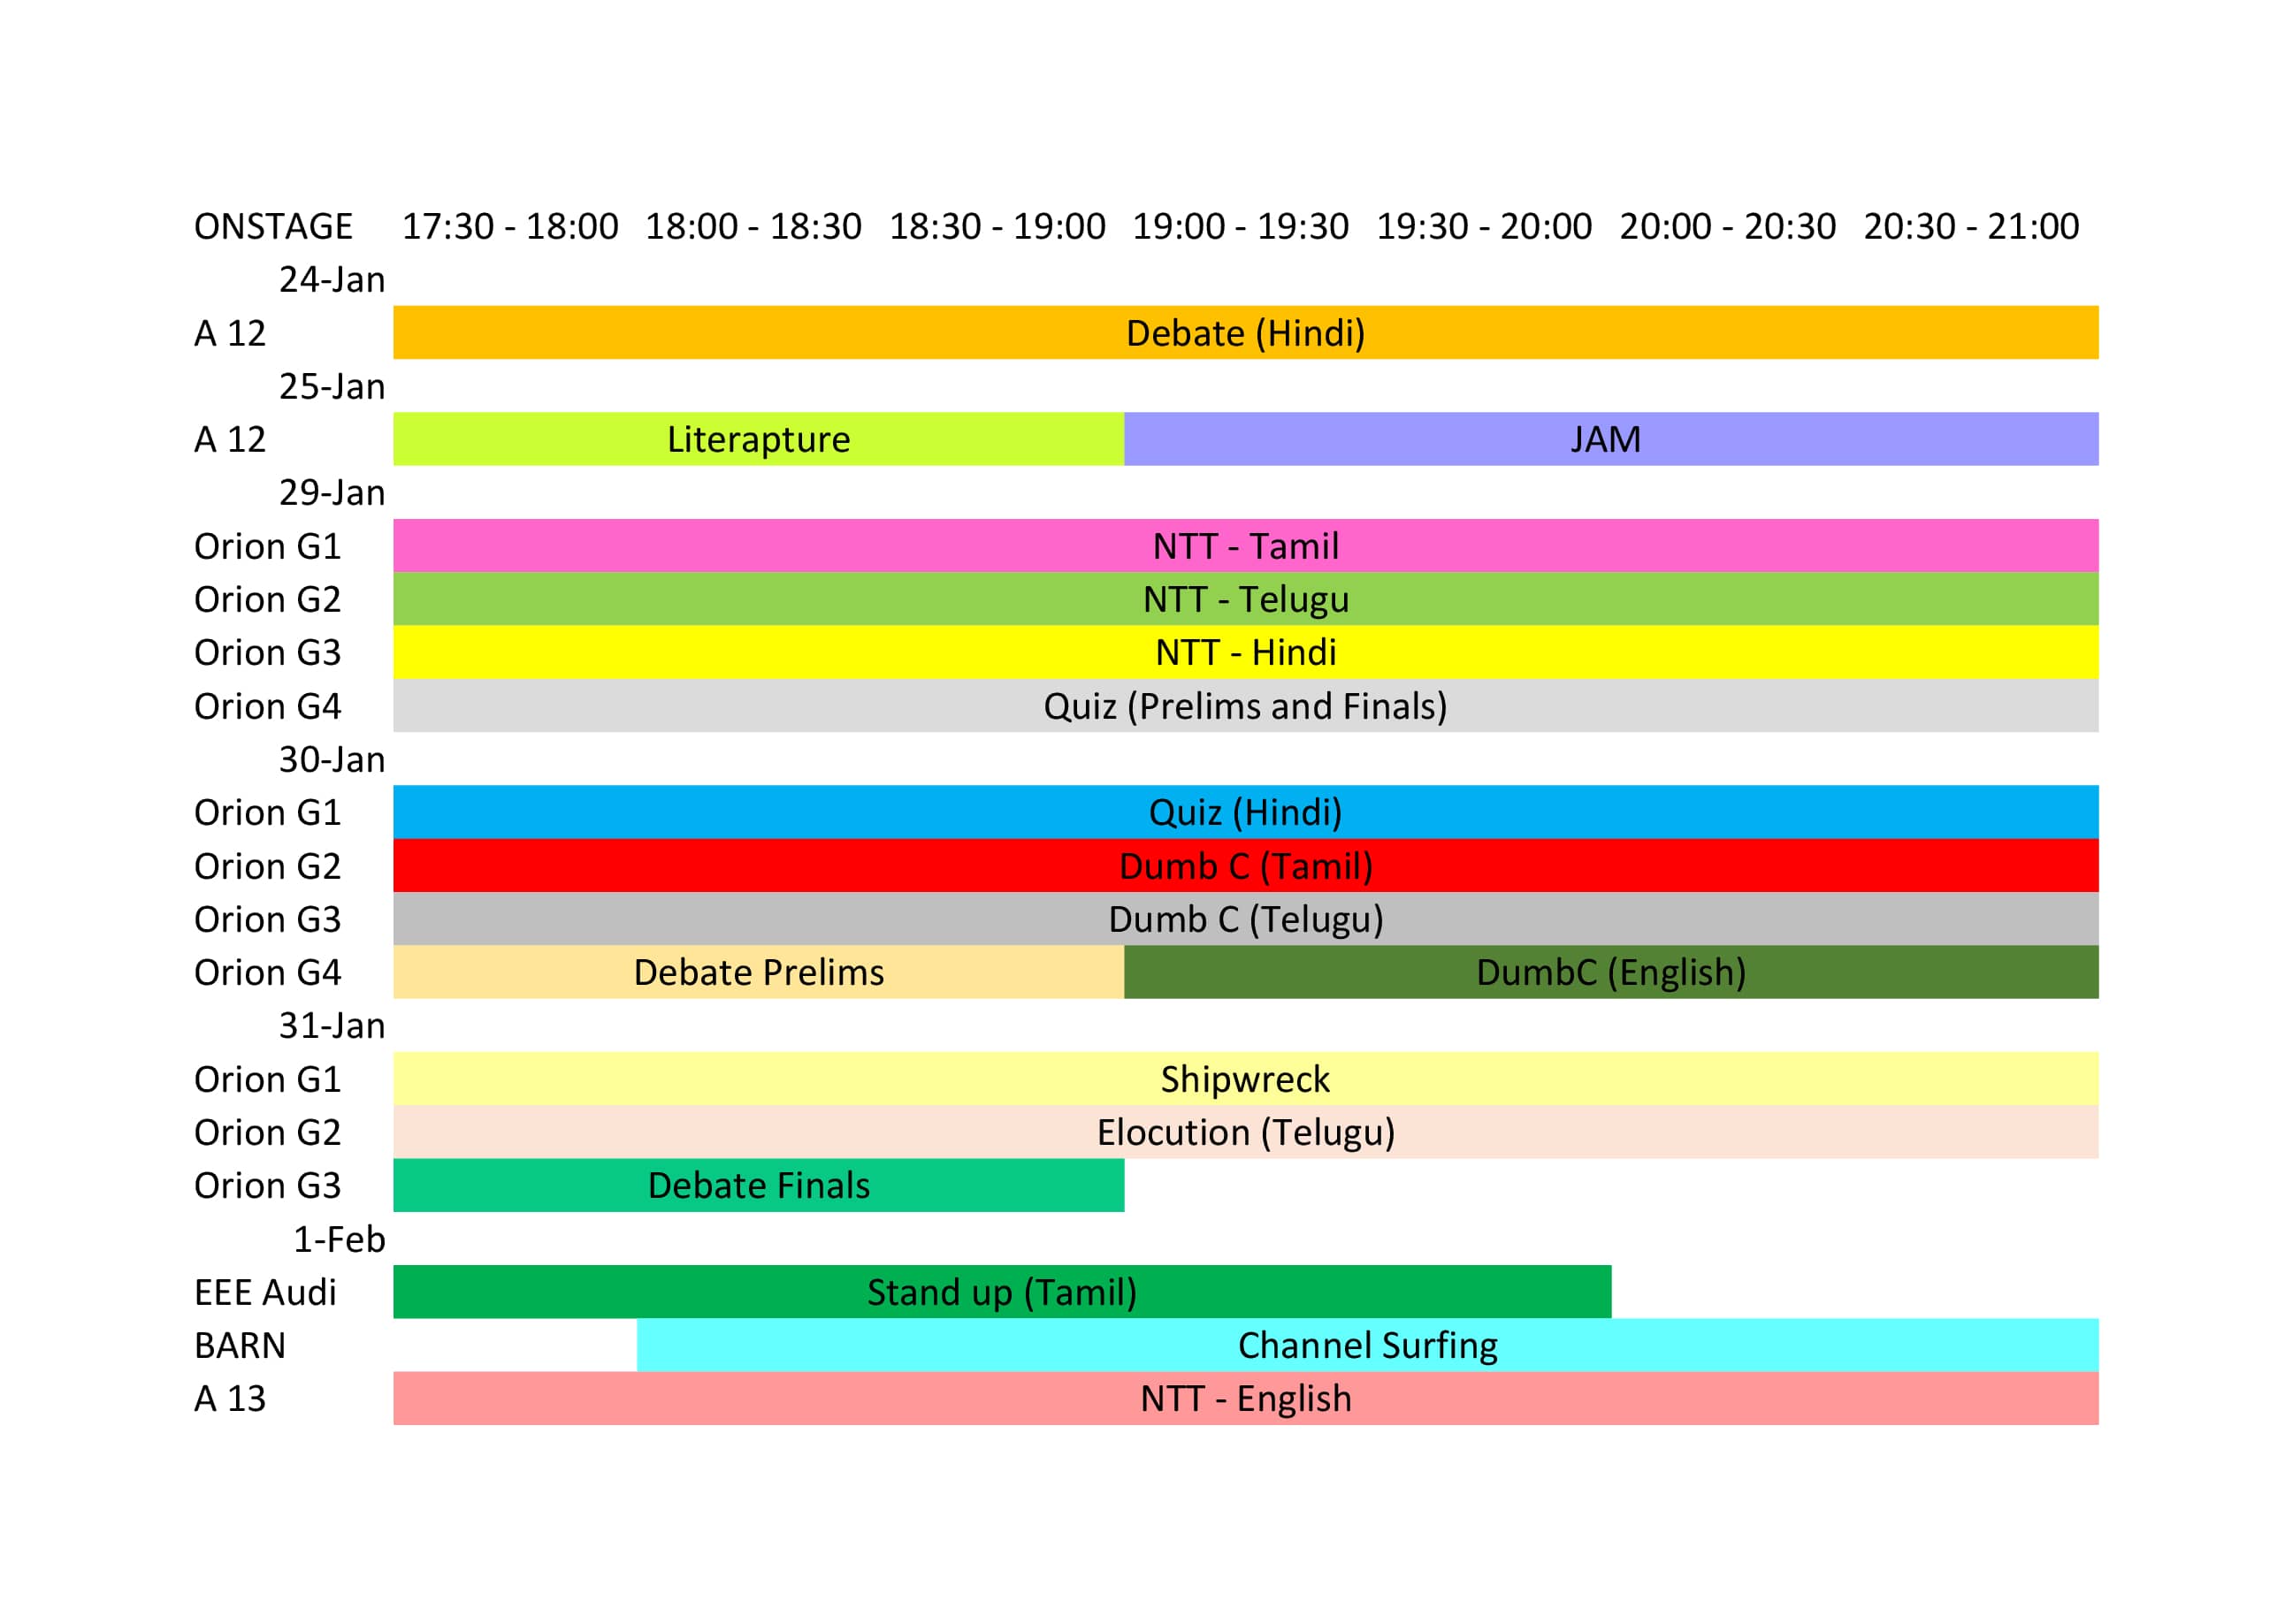 ONSTAGE 17:30 - 18:00 18:00 - 18:30 18:30 - 19:00 19:00 - 19:30 19:30 - 20:00 20:00 - 20:30 20:30 - 21:00
24-Jan
A 12 Debate (Hindi)
25-Jan
A 12 Literapture JAM
29-Jan
Orion G1 NTT - Tamil
Orion G2 NTT - Telugu
Orion G3 NTT - Hindi
Orion G4 Quiz (Prelims and Finals)
30-Jan
Orion G1 Quiz (Hindi)
Orion G2 Dumb C (Tamil)
Orion G3 Dumb C (Telugu)
Orion G4 Debate Prelims DumbC (English)
31-Jan
Orion G1 Shipwreck
Orion G2 Elocution (Telugu)
Orion G3 Debate Finals
1-Feb
EEE Audi Stand up (Tamil)
BARN Channel Surfing
A 13 NTT - English